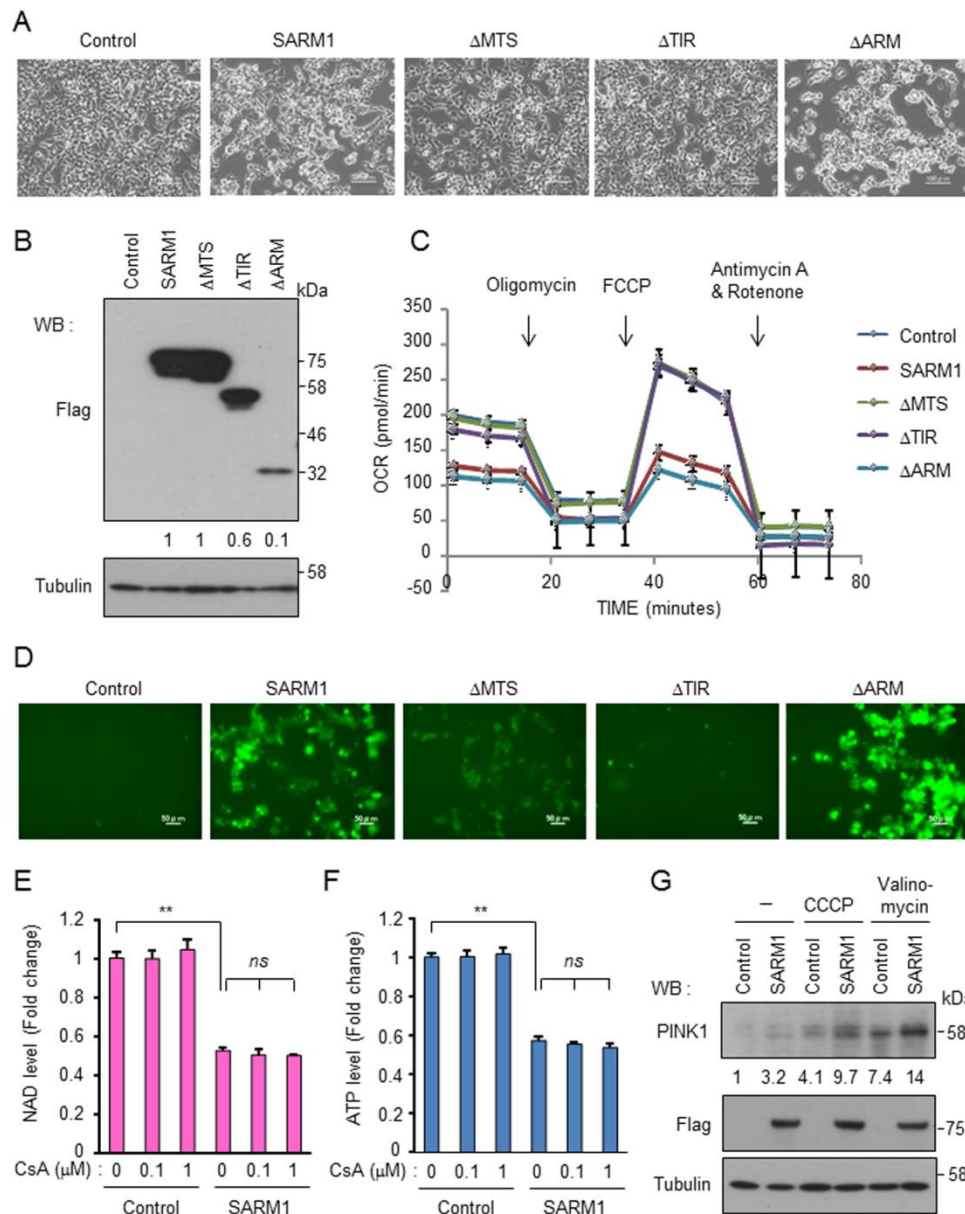 A
Control SARM1 ΔMTS ΔTIR ΔARM
100 μm
B
Control SARM1 ΔMTS ΔTIR ΔARM
kDa
WB :
Flag
75
58
46
32
1 1 0.6 0.1
Tubulin
58
C
Oligomycin FCCP Antimycin A
& Rotenone
OCR (pmol/min)
350
300
250
200
150
100
50
0
-50
0 20 40 60 80
TIME (minutes)
Control
SARM1
ΔMTS
ΔTIR
ΔARM
D
Control SARM1 ΔMTS ΔTIR ΔARM
50 μm 50 μm 50 μm 50 μm
E
NAD level (Fold change)
1.2
1
0.8
0.6
0.4
0.2
0
**
ns
CsA (μM) : 0 0.1 1 0 0.1 1
Control SARM1
F
ATP level (Fold change)
1.2
1
0.8
0.6
0.4
0.2
0
**
ns
CsA (μM) : 0 0.1 1 0 0.1 1
Control SARM1
G
Valino-
– CCCP mycin
Control SARM1 Control SARM1 Control SARM1
WB :
kDa
PINK1
58
1 3.2 4.1 9.7 7.4 14
Flag
75
Tubulin
58